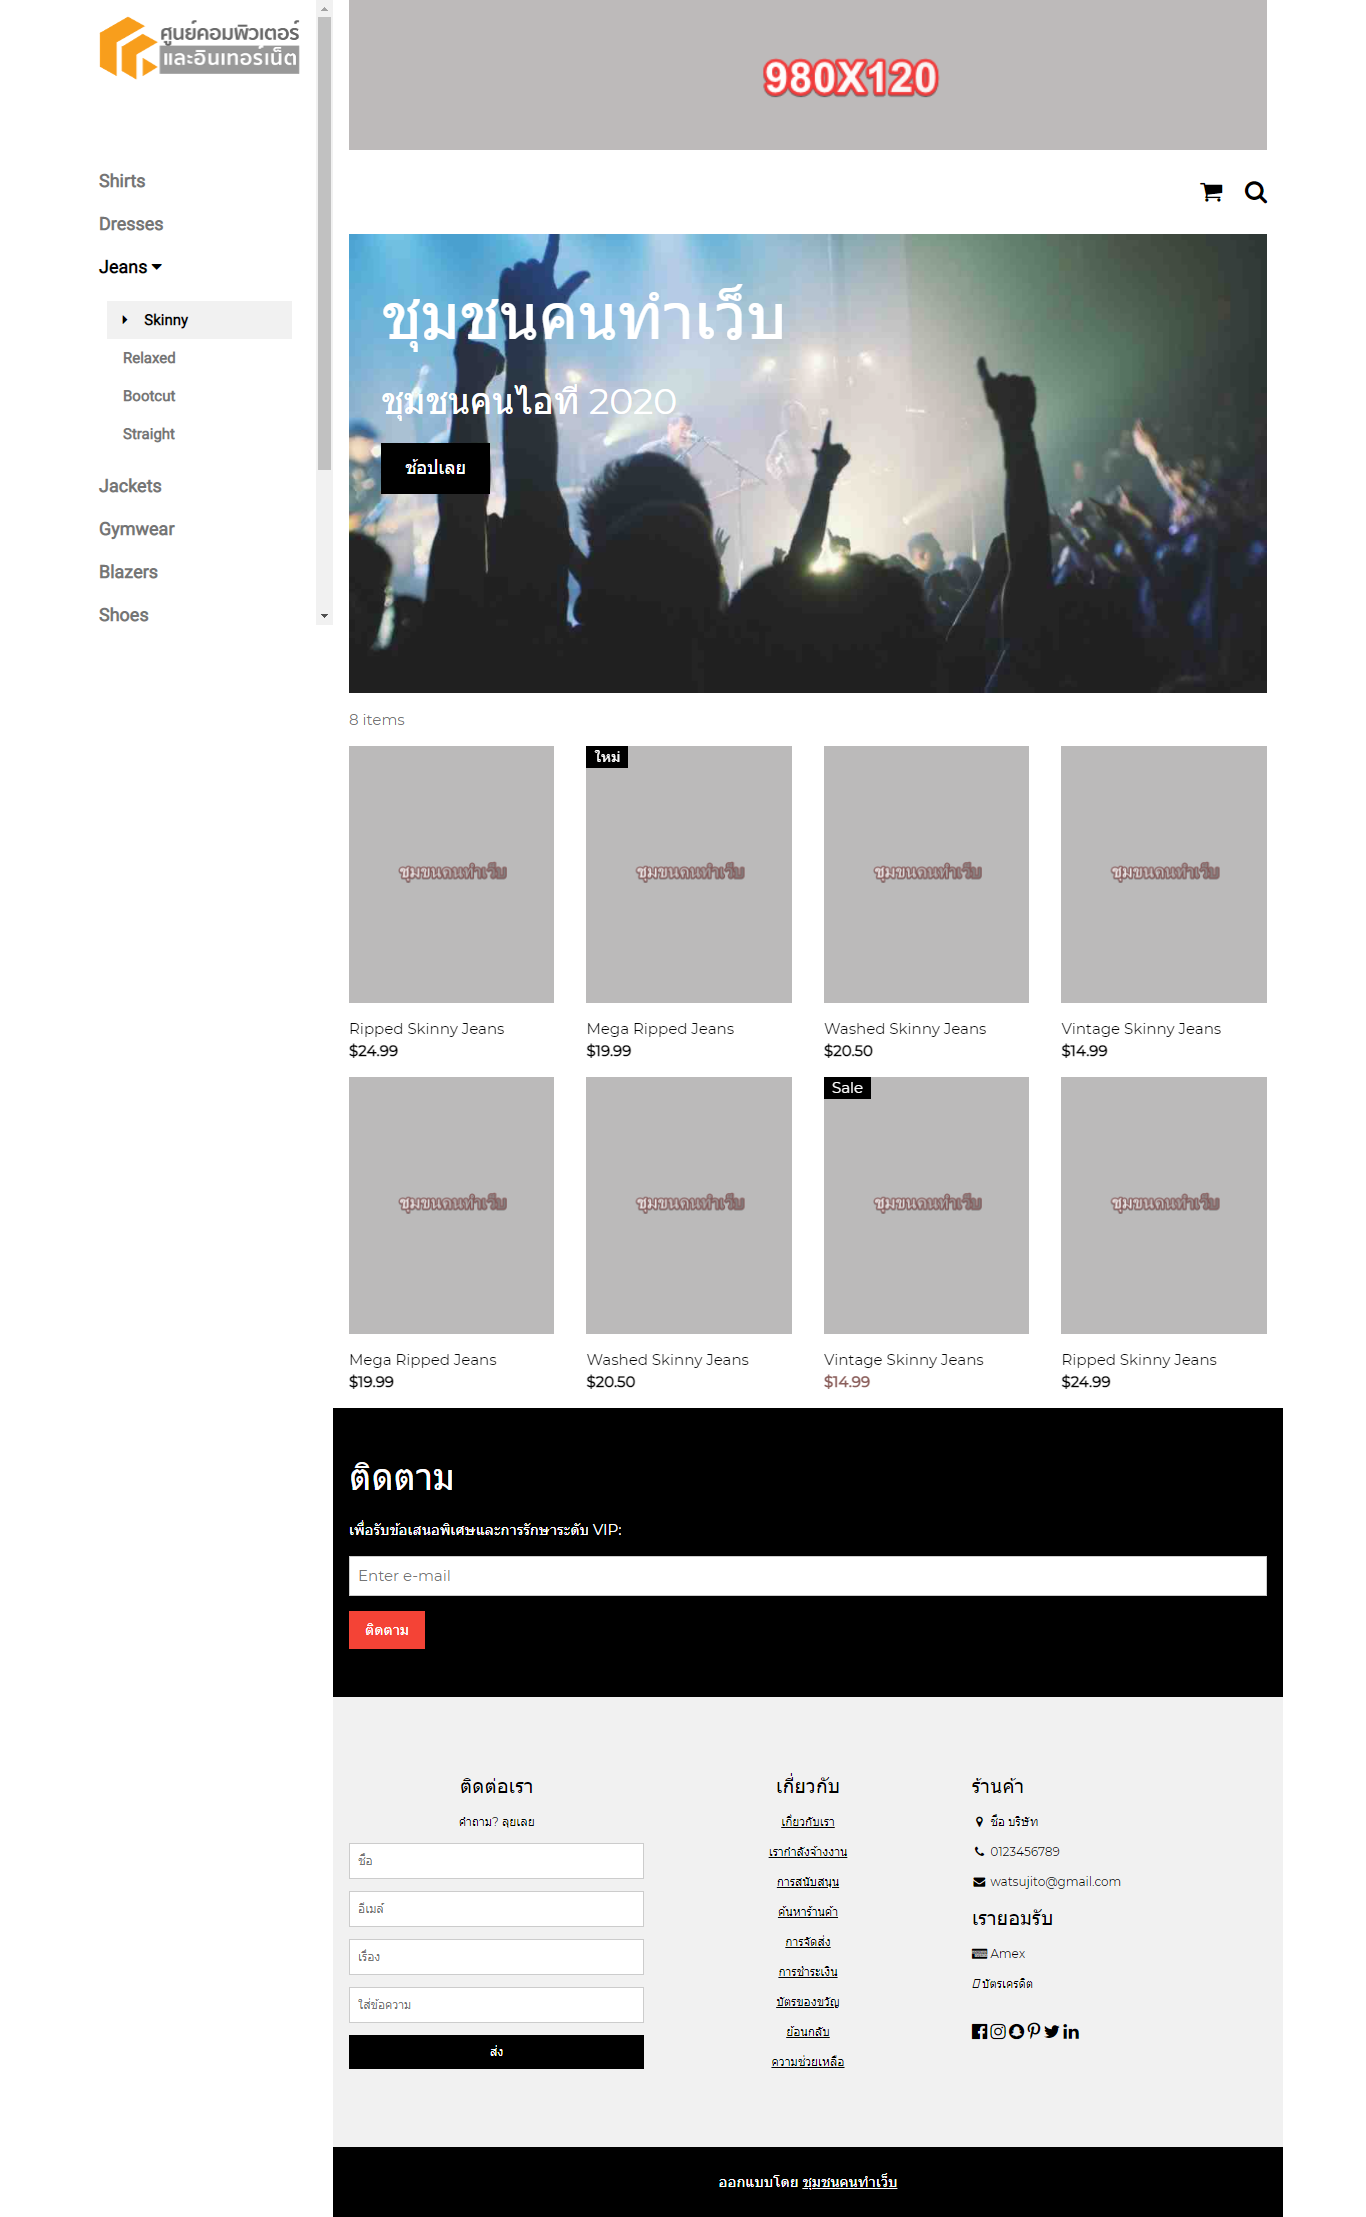 ศูนย์คอมพิวเตอร์
และอินเทอร์เน็ต
Shirts
Dresses
Jeans
Skinny
Relaxed
Bootcut
Straight
Jackets
Gymwear
Blazers
Shoes
980X120
ชุมชนคนทำเว็บ
ชุมชนคนไอที 2020
ช้อปเลย
8 items
ใหม่
ชุมชนคนทำเว็บ
ชุมชนคนทำเว็บ
ชุมชนคนทำเว็บ
ชุมชนคนทำเว็บ
Ripped Skinny Jeans
$24.99
Mega Ripped Jeans
$19.99
Washed Skinny Jeans
$20.50
Vintage Skinny Jeans
$14.99
Sale
ชุมชนคนทำเว็บ
ชุมชนคนทำเว็บ
ชุมชนคนทำเว็บ
ชุมชนคนทำเว็บ
Mega Ripped Jeans
$19.99
Washed Skinny Jeans
$20.50
Vintage Skinny Jeans
$14.99
Ripped Skinny Jeans
$24.99
ติดตาม
เพื่อรับข้อเสนอพิเศษและการรักษาระดับ VIP:
Enter e-mail
ติดตาม
ติดต่อเรา
คำถาม? ลุยเลย
ชื่อ
อีเมล์
เรื่อง
ใส่ข้อความ
ส่ง
เกี่ยวกับ
เกี่ยวกับเรา
เรากำลังจ้างงาน
การสนับสนุน
ค้นหาร้านค้า
การจัดส่ง
การชำระเงิน
บัตรของขวัญ
ย้อนกลับ
ความช่วยเหลือ
ร้านค้า
ชื่อ บริษัท
0123456789
watsujito@gmail.com
เรายอมรับ
Amex
บัตรเครดิต
ออกแบบโดย ชุมชนคนทำเว็บ